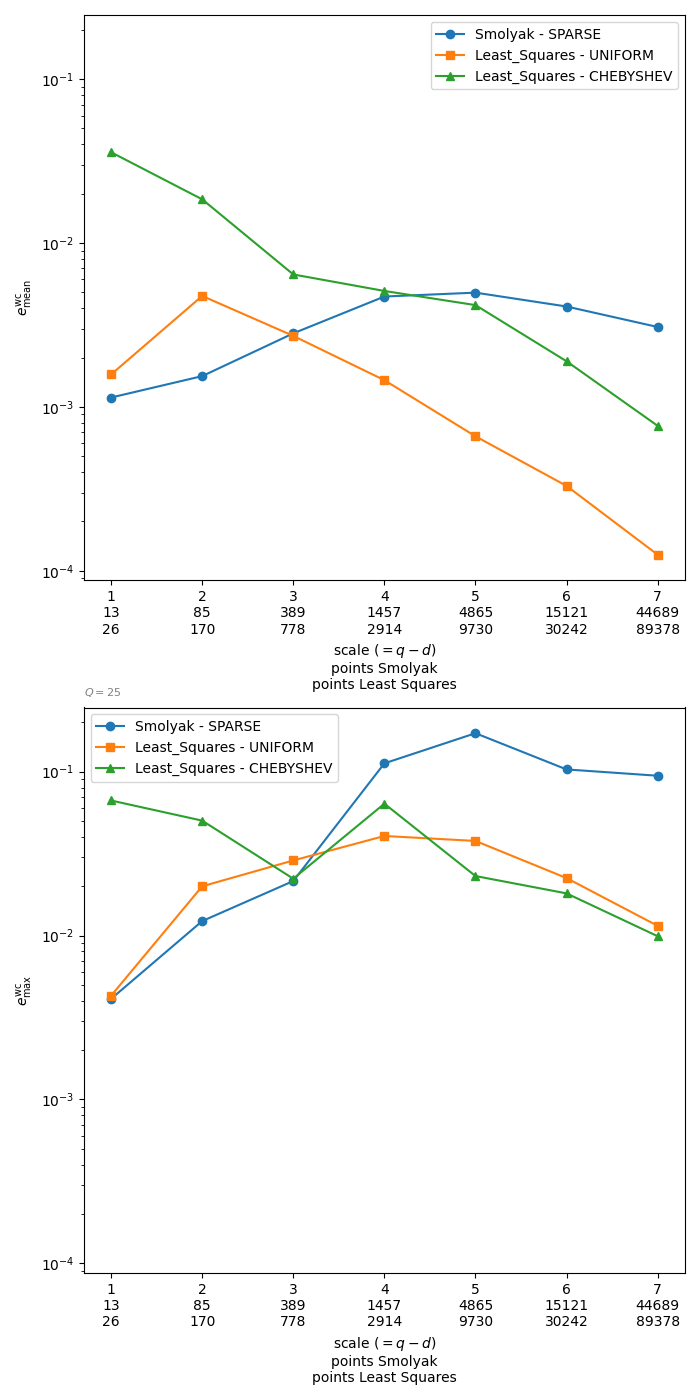 Smolyak - SPARSE
Least_Squares - UNIFORM
Least_Squares - CHEBYSHEV
10⁻¹
10⁻²
10⁻³
10⁻⁴
e^wc_mean
1 2 3 4 5 6 7
13 85 389 1457 4865 15121 44689
26 170 778 2914 9730 30242 89378
scale (= q − d)
points Smolyak
points Least Squares
Q = 25
Smolyak - SPARSE
Least_Squares - UNIFORM
Least_Squares - CHEBYSHEV
10⁻¹
10⁻²
10⁻³
10⁻⁴
e^wc_max
1 2 3 4 5 6 7
13 85 389 1457 4865 15121 44689
26 170 778 2914 9730 30242 89378
scale (= q − d)
points Smolyak
points Least Squares